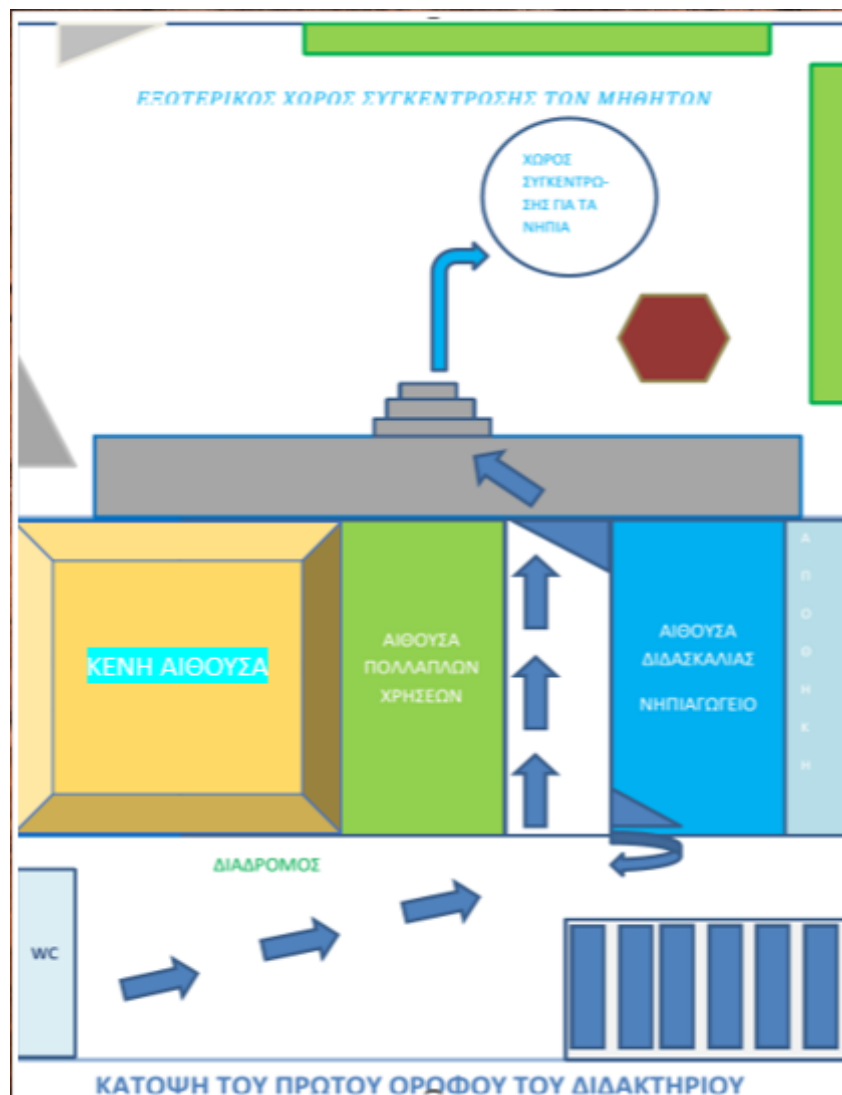 ΕΞΩΤΕΡΙΚΟΣ ΧΩΡΟΣ ΣΥΓΚΕΝΤΡΩΣΗΣ ΤΩΝ ΜΗΘΗΤΩΝ
ΧΩΡΟΣ
ΣΥΓΚΕΝΤΡΩ-
ΣΗΣ ΓΙΑ ΤΑ
ΝΗΠΙΑ
ΚΕΝΗ ΑΙΘΟΥΣΑ
ΑΙΘΟΥΣΑ
ΠΟΛΛΑΠΛΩΝ
ΧΡΗΣΕΩΝ
ΑΙΘΟΥΣΑ
ΔΙΔΑΣΚΑΛΙΑΣ
ΝΗΠΙΑΓΩΓΕΙΟ
Α
Π
Ο
Θ
Η
Κ
Η
ΔΙΑΔΡΟΜΟΣ
WC
ΚΑΤΟΨΗ ΤΟΥ ΠΡΩΤΟΥ ΟΡΟΦΟΥ ΤΟΥ ΔΙΔΑΚΤΗΡΙΟΥ